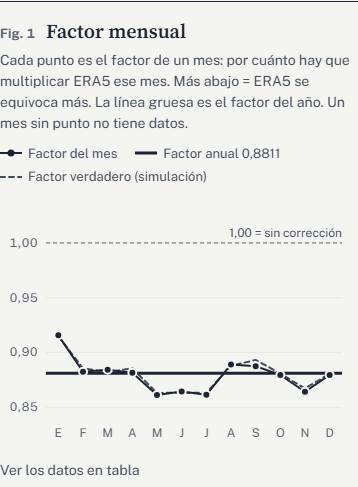 Fig. 1 Factor mensual
Cada punto es el factor de un mes: por cuánto hay que
multiplicar ERA5 ese mes. Más abajo = ERA5 se
equivoca más. La línea gruesa es el factor del año. Un
mes sin punto no tiene datos.
Factor del mes Factor anual 0,8811
Factor verdadero (simulación)
1,00 = sin corrección
1,00
0,95
0,90
0,85
E F M A M J J A S O N D
Ver los datos en tabla